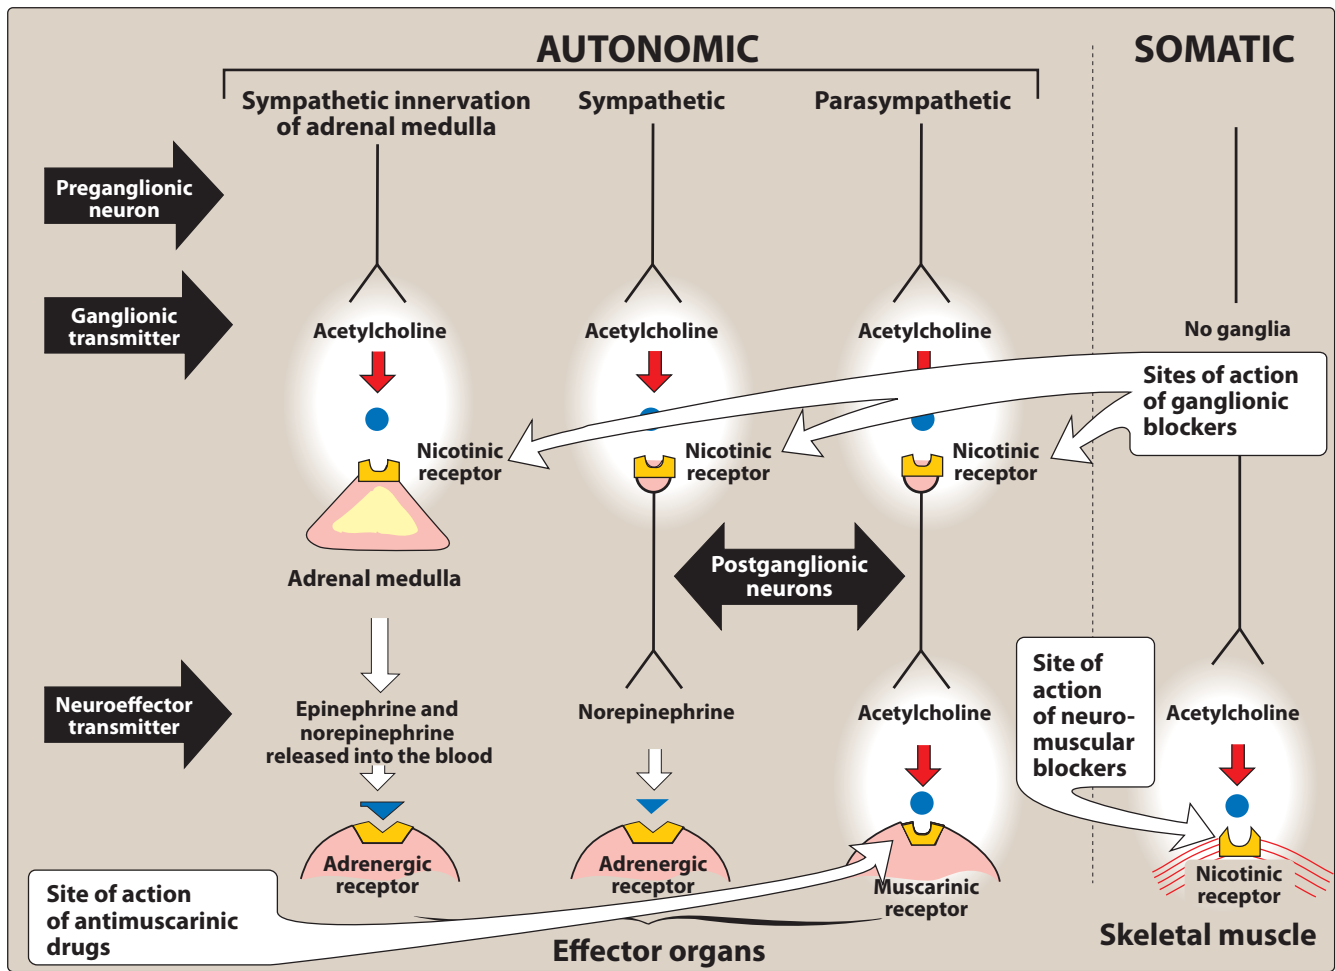 AUTONOMIC
SOMATIC
Sympathetic innervation
of adrenal medulla
Sympathetic
Parasympathetic
Preganglionic
neuron
Ganglionic
transmitter
Acetylcholine
Acetylcholine
Acetylcholine
No ganglia
Sites of action
of ganglionic
blockers
Nicotinic
receptor
Nicotinic
receptor
Nicotinic
receptor
Adrenal medulla
Postganglionic
neurons
Neuroeffector
transmitter
Epinephrine and
norepinephrine
released into the blood
Norepinephrine
Acetylcholine
Site of
action
of neuro-
muscular
blockers
Acetylcholine
Adrenergic
receptor
Adrenergic
receptor
Muscarinic
receptor
Nicotinic
receptor
Site of action
of antimuscarinic
drugs
Effector organs
Skeletal muscle